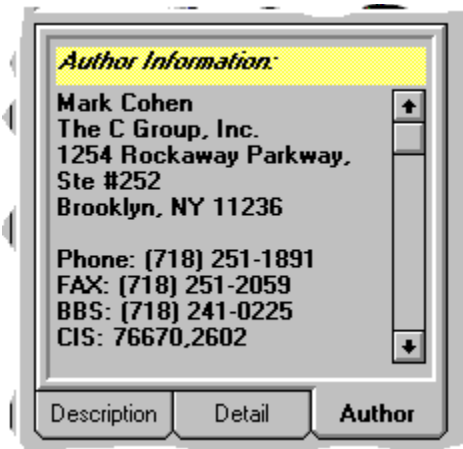 Author Information:
Mark Cohen
The C Group, Inc.
1254 Rockaway Parkway,
Ste #252
Brooklyn, NY 11236
Phone: (718) 251-1891
FAX: (718) 251-2059
BBS: (718) 241-0225
CIS: 76670,2602
Description
Detail
Author